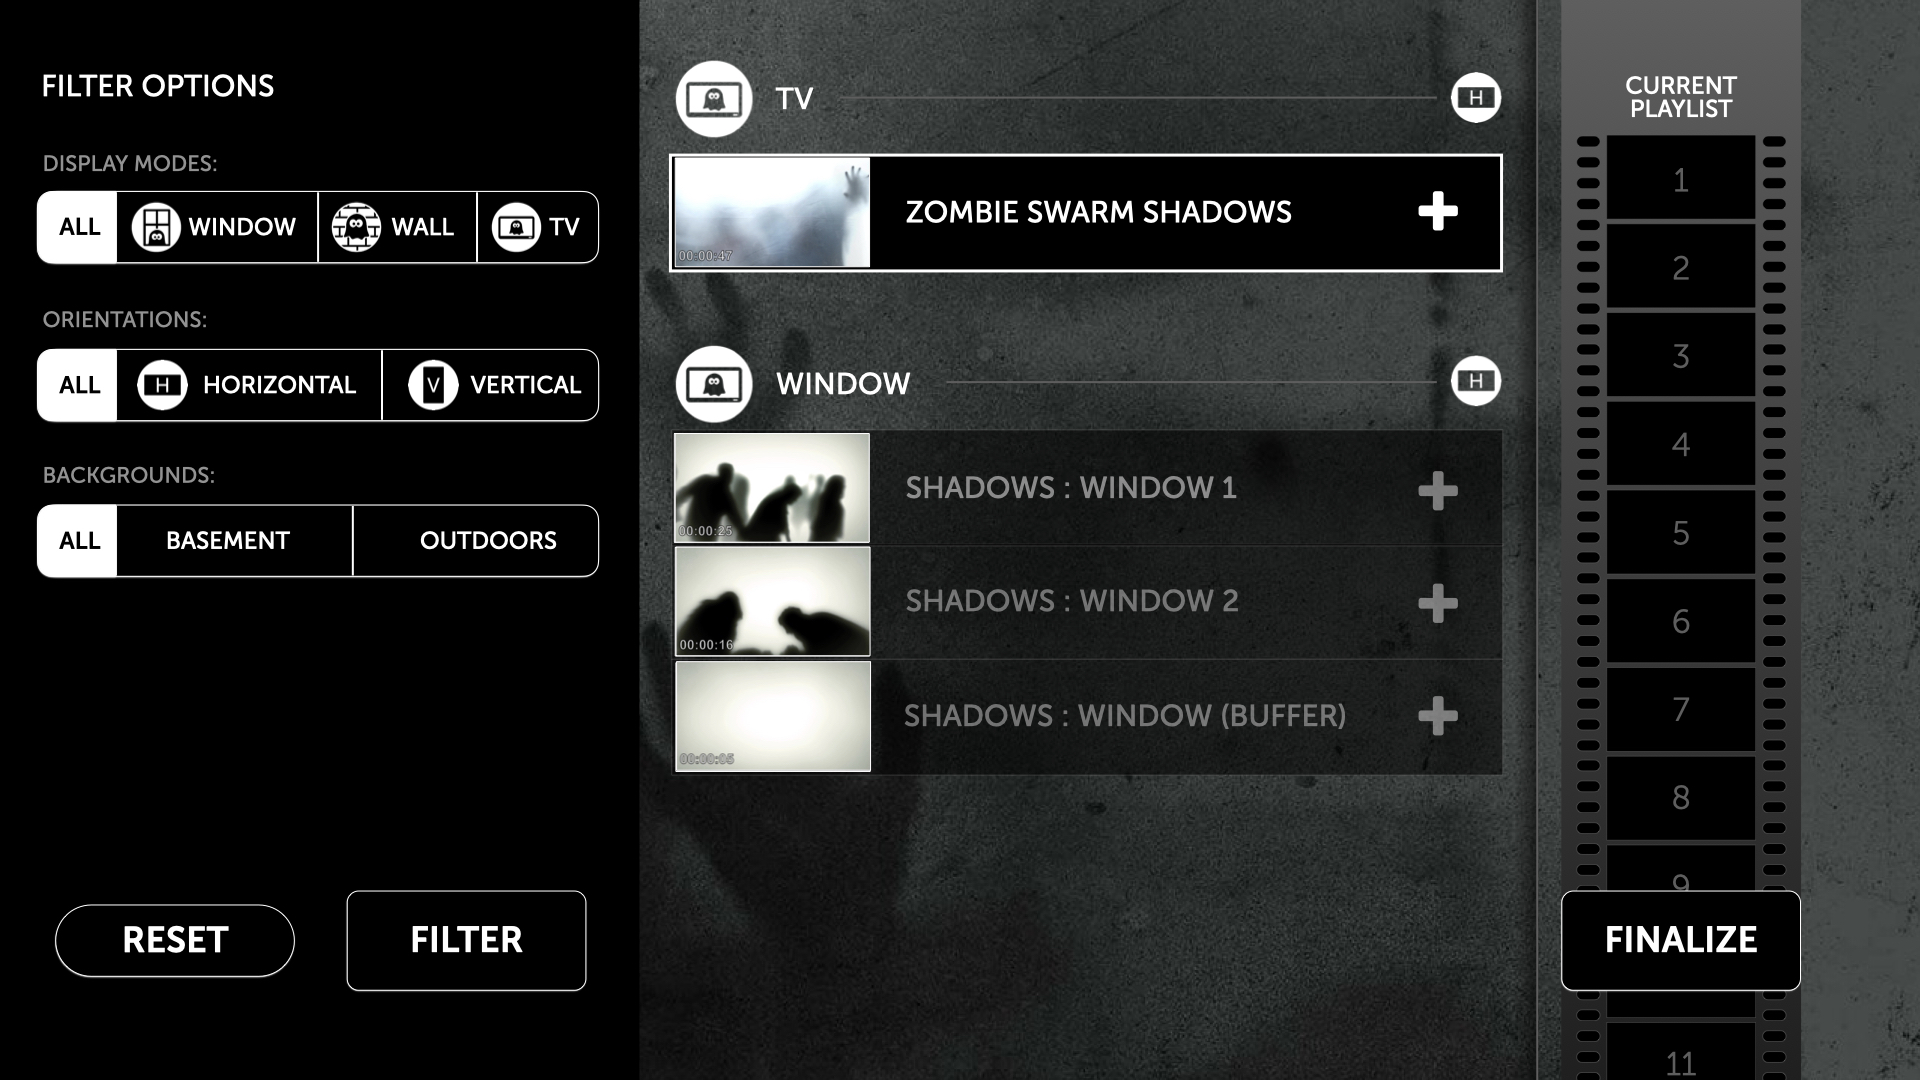 FILTER OPTIONS
DISPLAY MODES:
ALL WINDOW WALL TV
ORIENTATIONS:
ALL H HORIZONTAL V VERTICAL
BACKGROUNDS:
ALL BASEMENT OUTDOORS
RESET FILTER
TV H
00:00:47 ZOMBIE SWARM SHADOWS
WINDOW H
00:00:25 SHADOWS : WINDOW 1
00:00:16 SHADOWS : WINDOW 2
00:00:05 SHADOWS : WINDOW (BUFFER)
CURRENT
PLAYLIST
1
2
3
4
5
6
7
8
9
FINALIZE
11